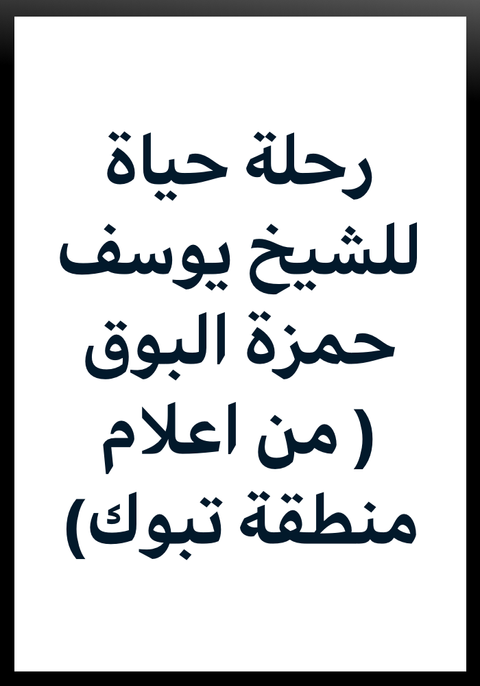 رحلة حياة
للشيخ يوسف
حمزة البوق
( من اعلام
منطقة تبوك)